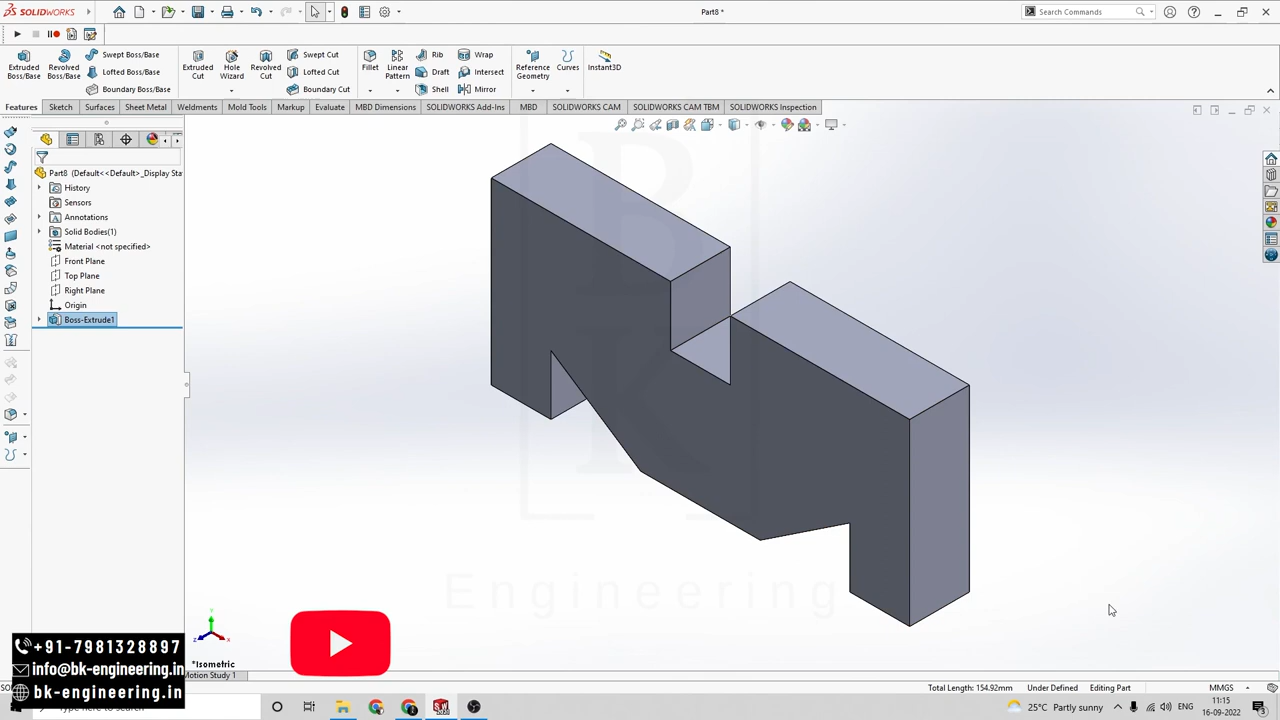 SOLIDWORKS
Part8 *
Search Commands
Extruded Boss/Base
Revolved Boss/Base
Swept Boss/Base
Lofted Boss/Base
Boundary Boss/Base
Extruded Cut
Hole Wizard
Revolved Cut
Swept Cut
Lofted Cut
Boundary Cut
Fillet
Linear Pattern
Rib
Draft
Shell
Wrap
Intersect
Mirror
Reference Geometry
Curves
Instant3D
Features Sketch Surfaces Sheet Metal Weldments Mold Tools Markup Evaluate MBD Dimensions SOLIDWORKS Add-Ins MBD SOLIDWORKS CAM SOLIDWORKS CAM TBM SOLIDWORKS Inspection
Part8 (Default<<Default>_Display Sta
History
Sensors
Annotations
Solid Bodies(1)
Material <not specified>
Front Plane
Top Plane
Right Plane
Origin
Boss-Extrude1
BK
Engineering
*Isometric
Motion Study 1
+91-7981328897
info@bk-engineering.in
bk-engineering.in
Total Length: 154.92mm Under Defined Editing Part MMGS
25°C Partly sunny
ENG
11:15
16-09-2022